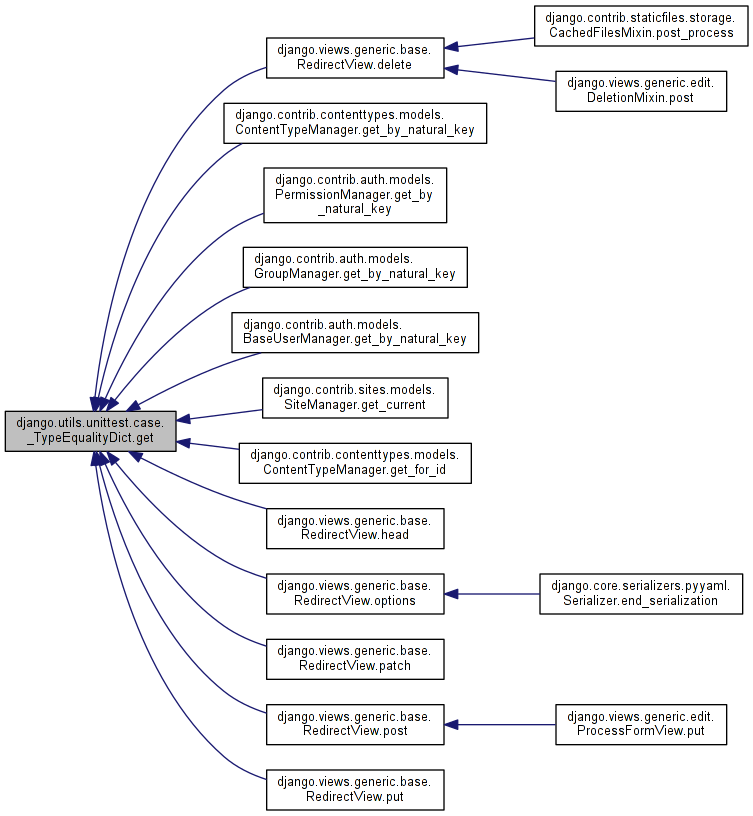 django.contrib.staticfiles.storage.
CachedFilesMixin.post_process
django.views.generic.base.
RedirectView.delete
django.views.generic.edit.
DeletionMixin.post
django.contrib.contenttypes.models.
ContentTypeManager.get_by_natural_key
django.contrib.auth.models.
PermissionManager.get_by
_natural_key
django.contrib.auth.models.
GroupManager.get_by_natural_key
django.contrib.auth.models.
BaseUserManager.get_by_natural_key
django.contrib.sites.models.
SiteManager.get_current
django.utils.unittest.case.
_TypeEqualityDict.get
django.contrib.contenttypes.models.
ContentTypeManager.get_for_id
django.views.generic.base.
RedirectView.head
django.views.generic.base.
RedirectView.options
django.core.serializers.pyyaml.
Serializer.end_serialization
django.views.generic.base.
RedirectView.patch
django.views.generic.base.
RedirectView.post
django.views.generic.edit.
ProcessFormView.put
django.views.generic.base.
RedirectView.put